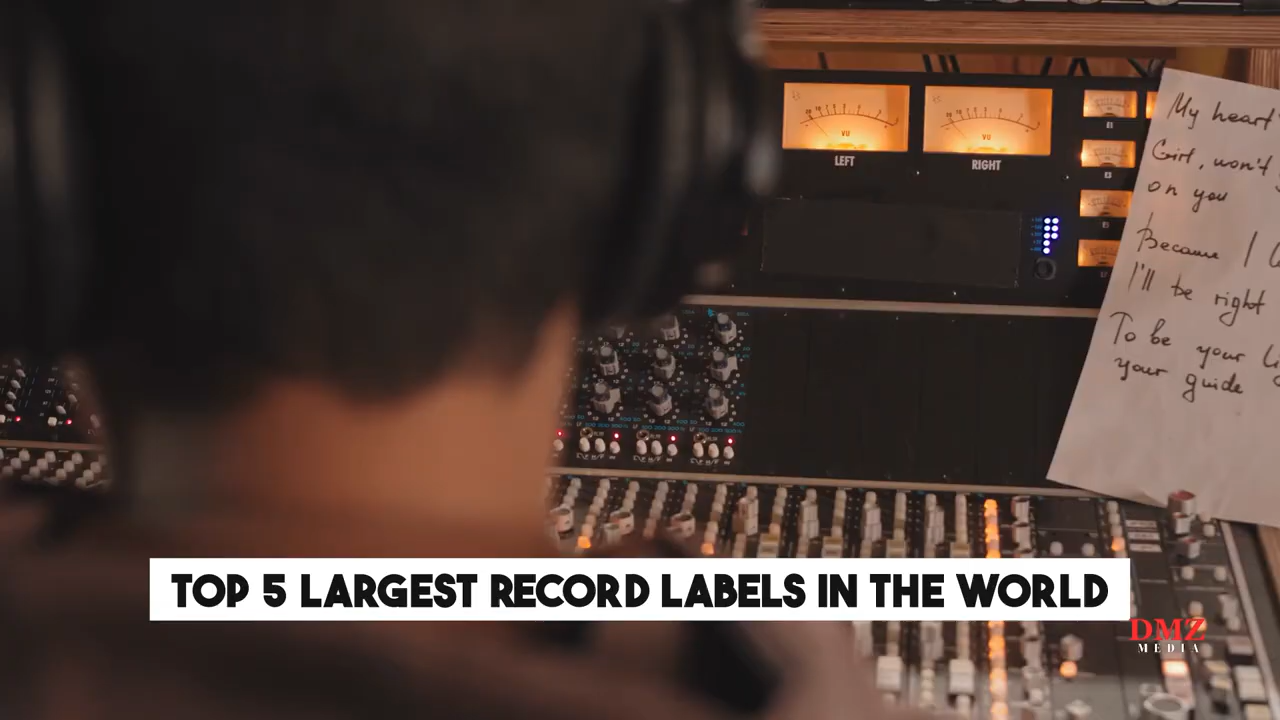 VU
VU
LEFT
RIGHT
My heart
Girl, won't
on you
Because I
I'll be right
To be your
your guide
TOP 5 LARGEST RECORD LABELS IN THE WORLD
DMZ
MEDIA